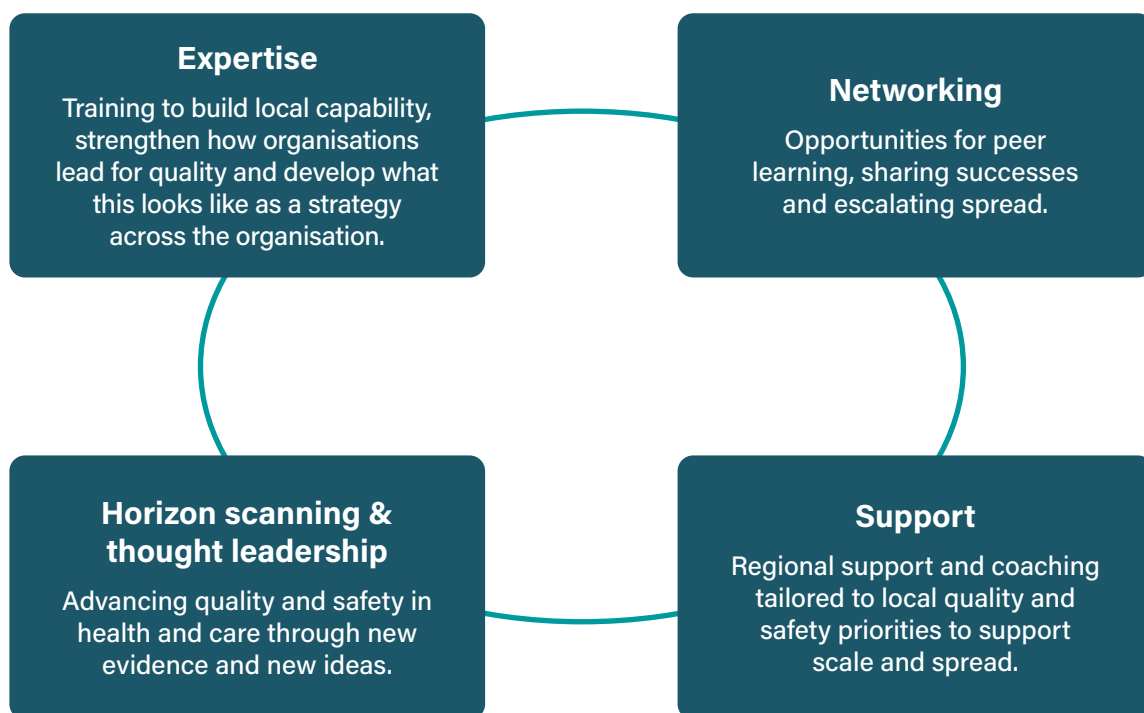 Expertise
Training to build local capability,
strengthen how organisations
lead for quality and develop what
this looks like as a strategy
across the organisation.
Networking
Opportunities for peer
learning, sharing successes
and escalating spread.
Horizon scanning &
thought leadership
Advancing quality and safety in
health and care through new
evidence and new ideas.
Support
Regional support and coaching
tailored to local quality and
safety priorities to support
scale and spread.